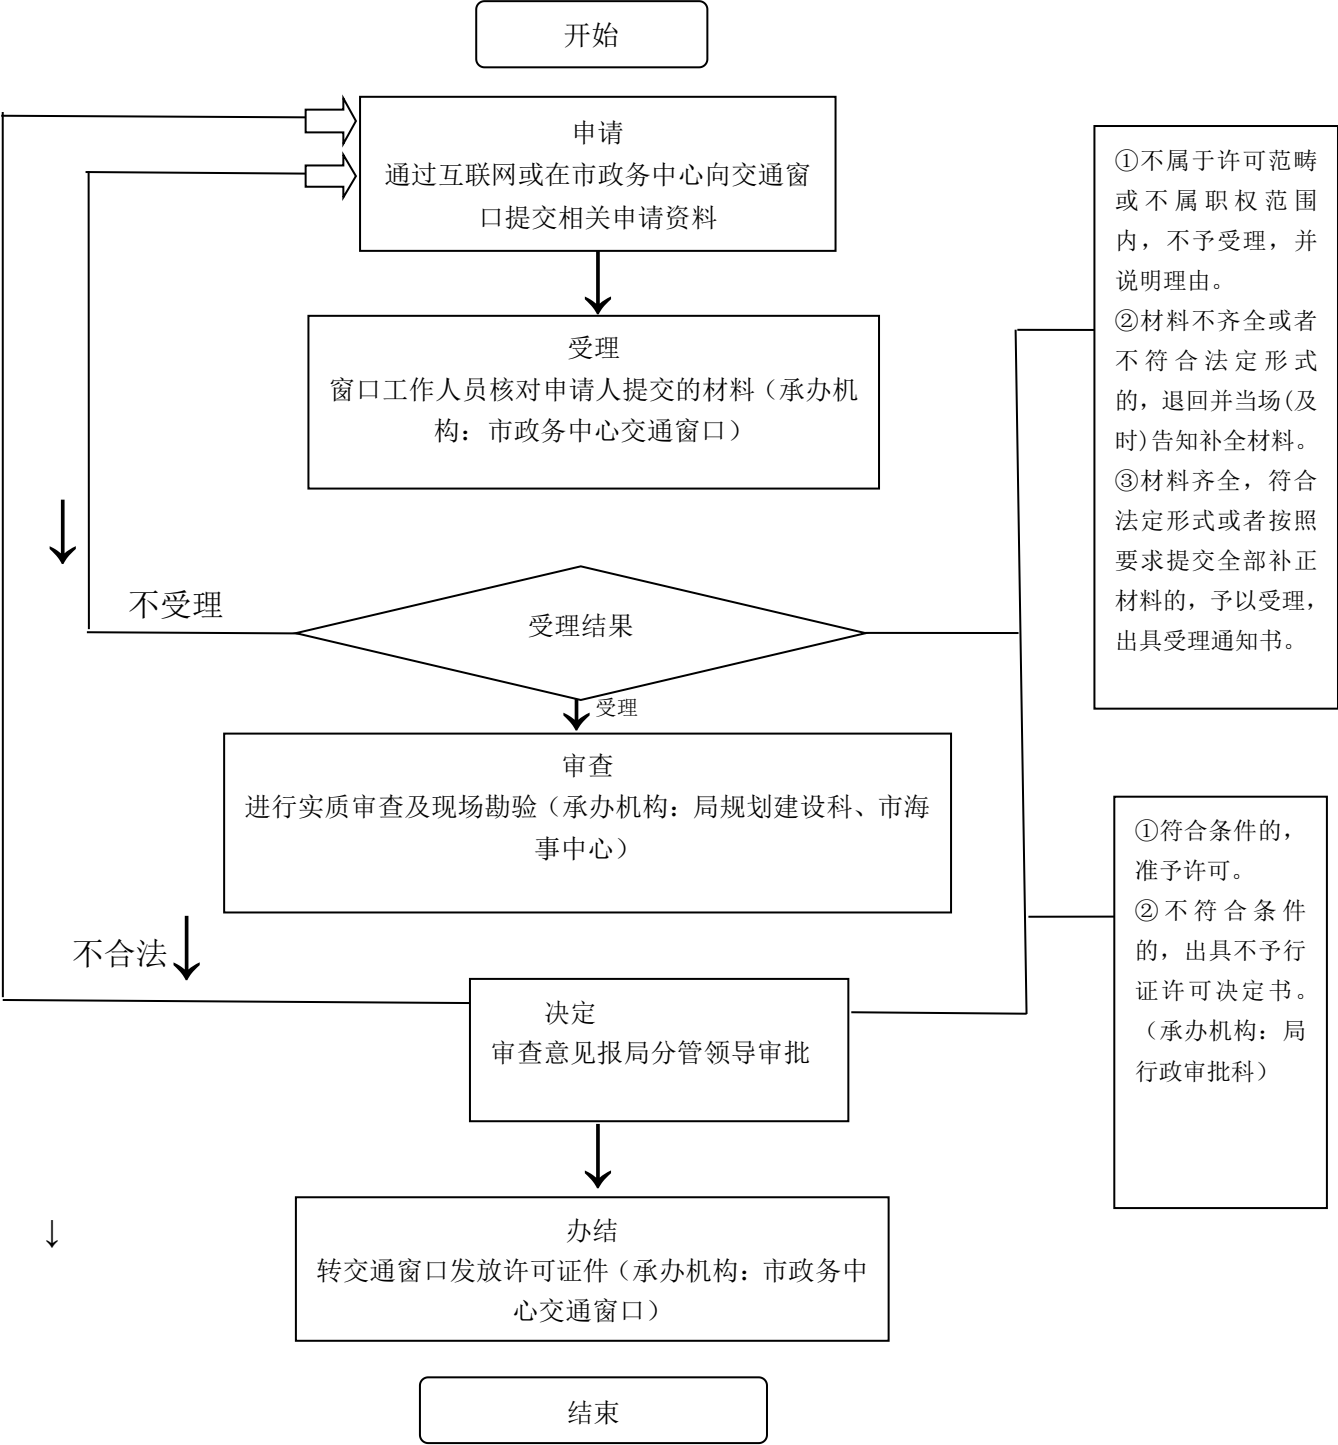 开始
申请
通过互联网或在市政务中心向交通窗
口提交相关申请资料
受理
窗口工作人员核对申请人提交的材料（承办机
构：市政务中心交通窗口）
①不属于许可范畴
或不属职权范围
内，不予受理，并
说明理由。
②材料不齐全或者
不符合法定形式
的，退回并当场(及
时)告知补全材料。
③材料齐全，符合
法定形式或者按照
要求提交全部补正
材料的，予以受理，
出具受理通知书。
不受理
受理结果
受理
审查
进行实质审查及现场勘验（承办机构：局规划建设科、市海
事中心）
①符合条件的，
准予许可。
②不符合条件
的，出具不予行
证许可决定书。
（承办机构：局
行政审批科）
不合法
决定
审查意见报局分管领导审批
↓
办结
转交通窗口发放许可证件（承办机构：市政务中
心交通窗口）
结束